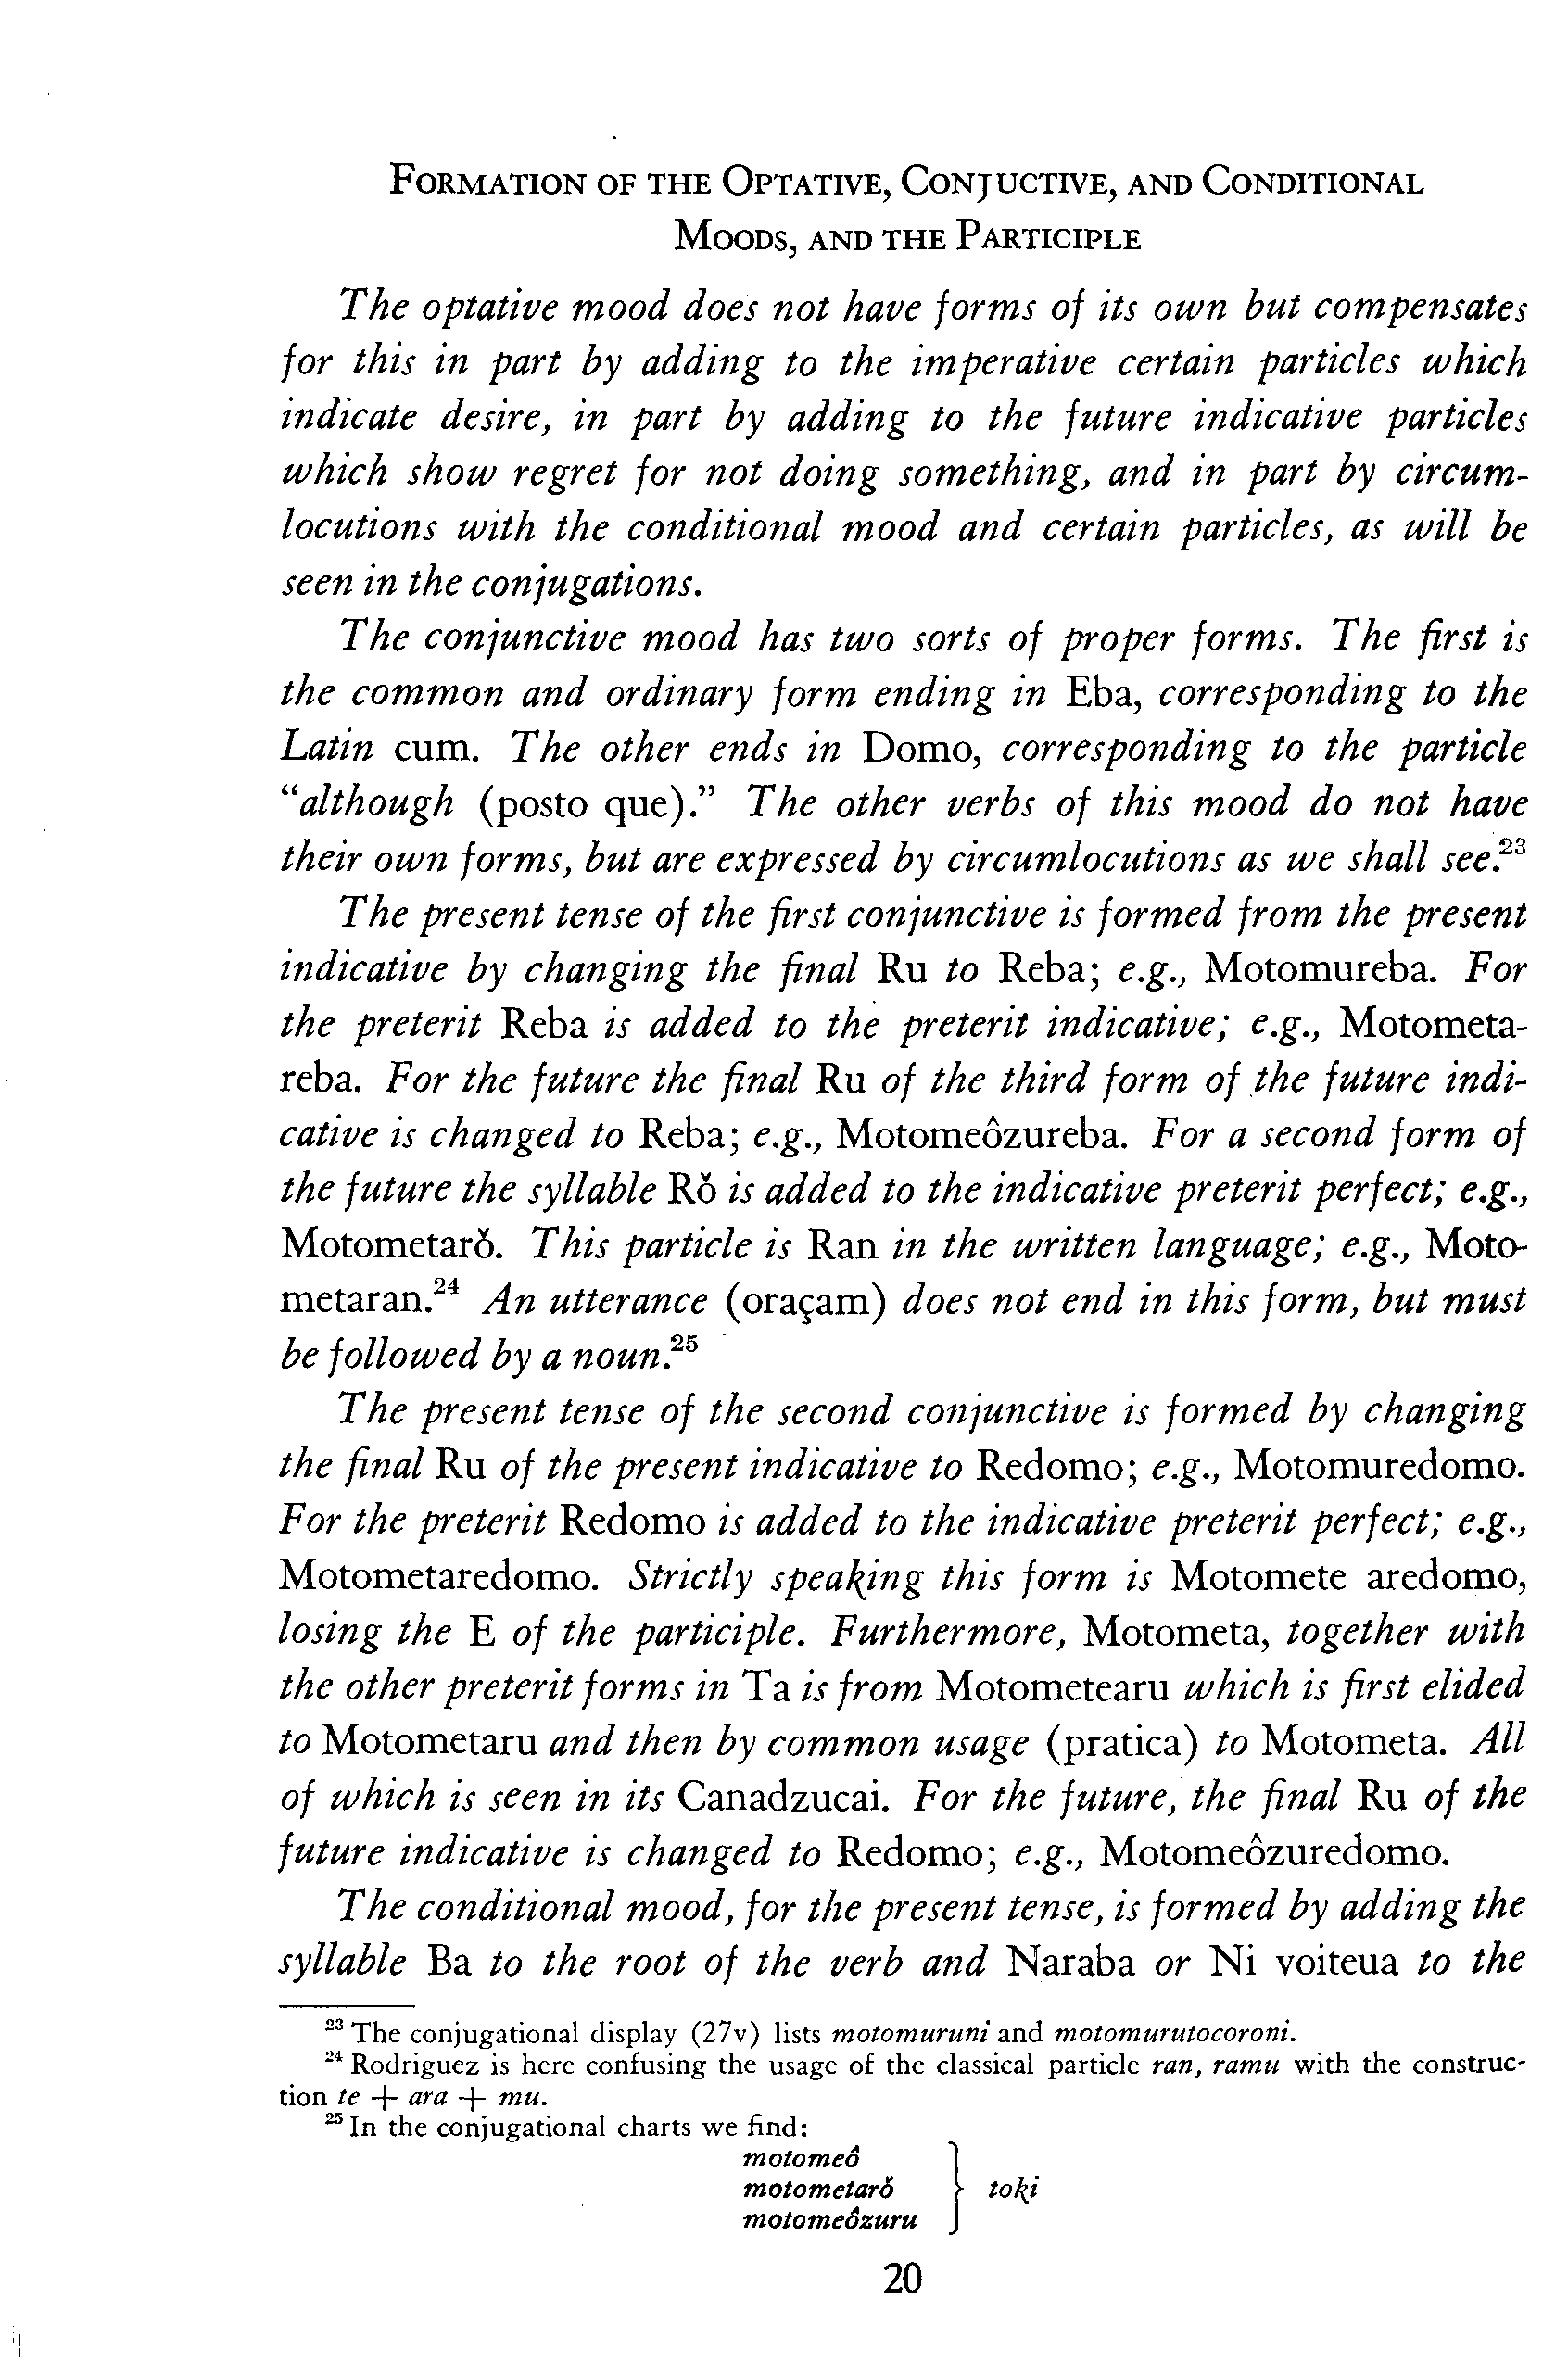 FORMATION OF THE OPTATIVE, CONJUCTIVE, AND CONDITIONAL
MOODS, AND THE PARTICIPLE
The optative mood does not have forms of its own but compensates
for this in part by adding to the imperative certain particles which
indicate desire, in part by adding to the future indicative particles
which show regret for not doing something, and in part by circum-
locutions with the conditional mood and certain particles, as will be
seen in the conjugations.
The conjunctive mood has two sorts of proper forms. The first is
the common and ordinary form ending in Eba, corresponding to the
Latin cum. The other ends in Domo, corresponding to the particle
“although (posto que).” The other verbs of this mood do not have
their own forms, but are expressed by circumlocutions as we shall see.23
The present tense of the first conjunctive is formed from the present
indicative by changing the final Ru to Reba; e.g., Motomureba. For
the preterit Reba is added to the preterit indicative; e.g., Motometa-
reba. For the future the final Ru of the third form of the future indi-
cative is changed to Reba; e.g., Motomeôzureba. For a second form of
the future the syllable Rǒ is added to the indicative preterit perfect; e.g.,
Motometarǒ. This particle is Ran in the written language; e.g., Moto-
metaran.24 An utterance (oraçam) does not end in this form, but must
be followed by a noun.25
The present tense of the second conjunctive is formed by changing
the final Ru of the present indicative to Redomo; e.g., Motomuredomo.
For the preterit Redomo is added to the indicative preterit perfect; e.g.,
Motometaredomo. Strictly speaking this form is Motomete aredomo,
losing the E of the participle. Furthermore, Motometa, together with
the other preterit forms in Ta is from Motometearu which is first elided
to Motometaru and then by common usage (pratica) to Motometa. All
of which is seen in its Canadzucai. For the future, the final Ru of the
future indicative is changed to Redomo; e.g., Motomeôzuredomo.
The conditional mood, for the present tense, is formed by adding the
syllable Ba to the root of the verb and Naraba or Ni voiteua to the
23 The conjugational display (27v) lists motomuruni and motomurutocoroni.
24 Rodriguez is here confusing the usage of the classical particle ran, ramu with the construc-
tion te + ara + mu.
25 In the conjugational charts we find:
motomeô
motometarǒ } toki
motomeôzuru
20